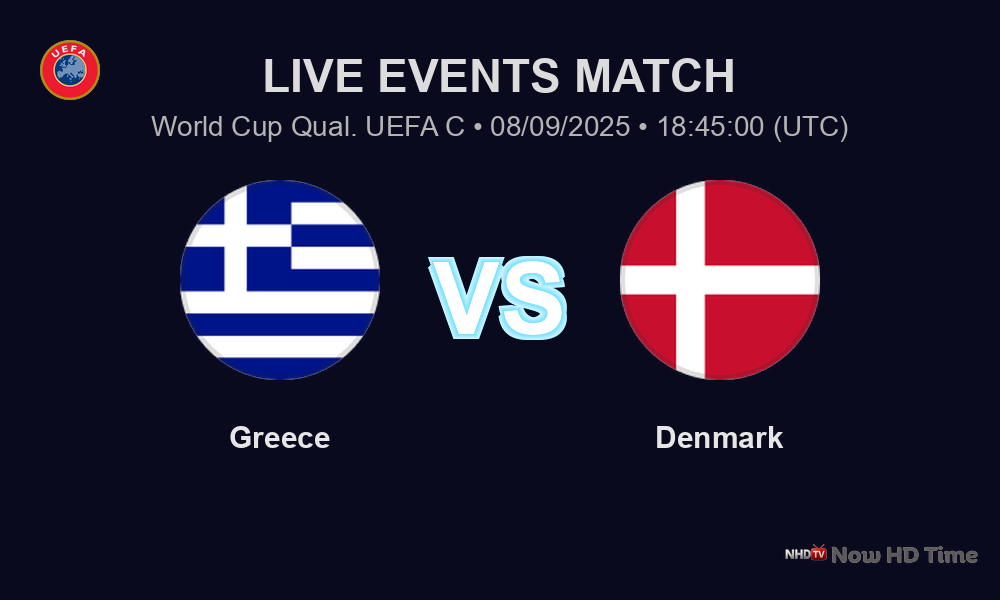 UEFA
LIVE EVENTS MATCH
World Cup Qual. UEFA C • 08/09/2025 • 18:45:00 (UTC)
VS
Greece
Denmark
NHDTV Now HD Time